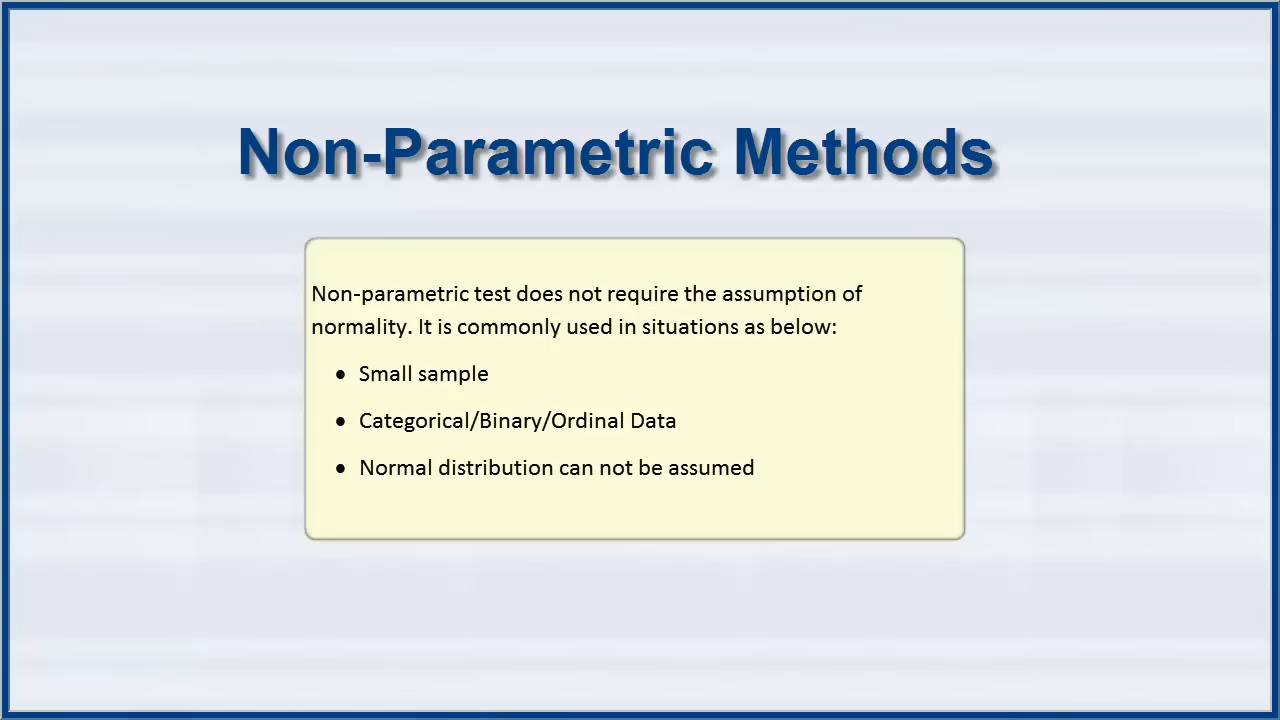 Non-Parametric Methods
Non-parametric test does not require the assumption of
normality. It is commonly used in situations as below:
• Small sample
• Categorical/Binary/Ordinal Data
• Normal distribution can not be assumed